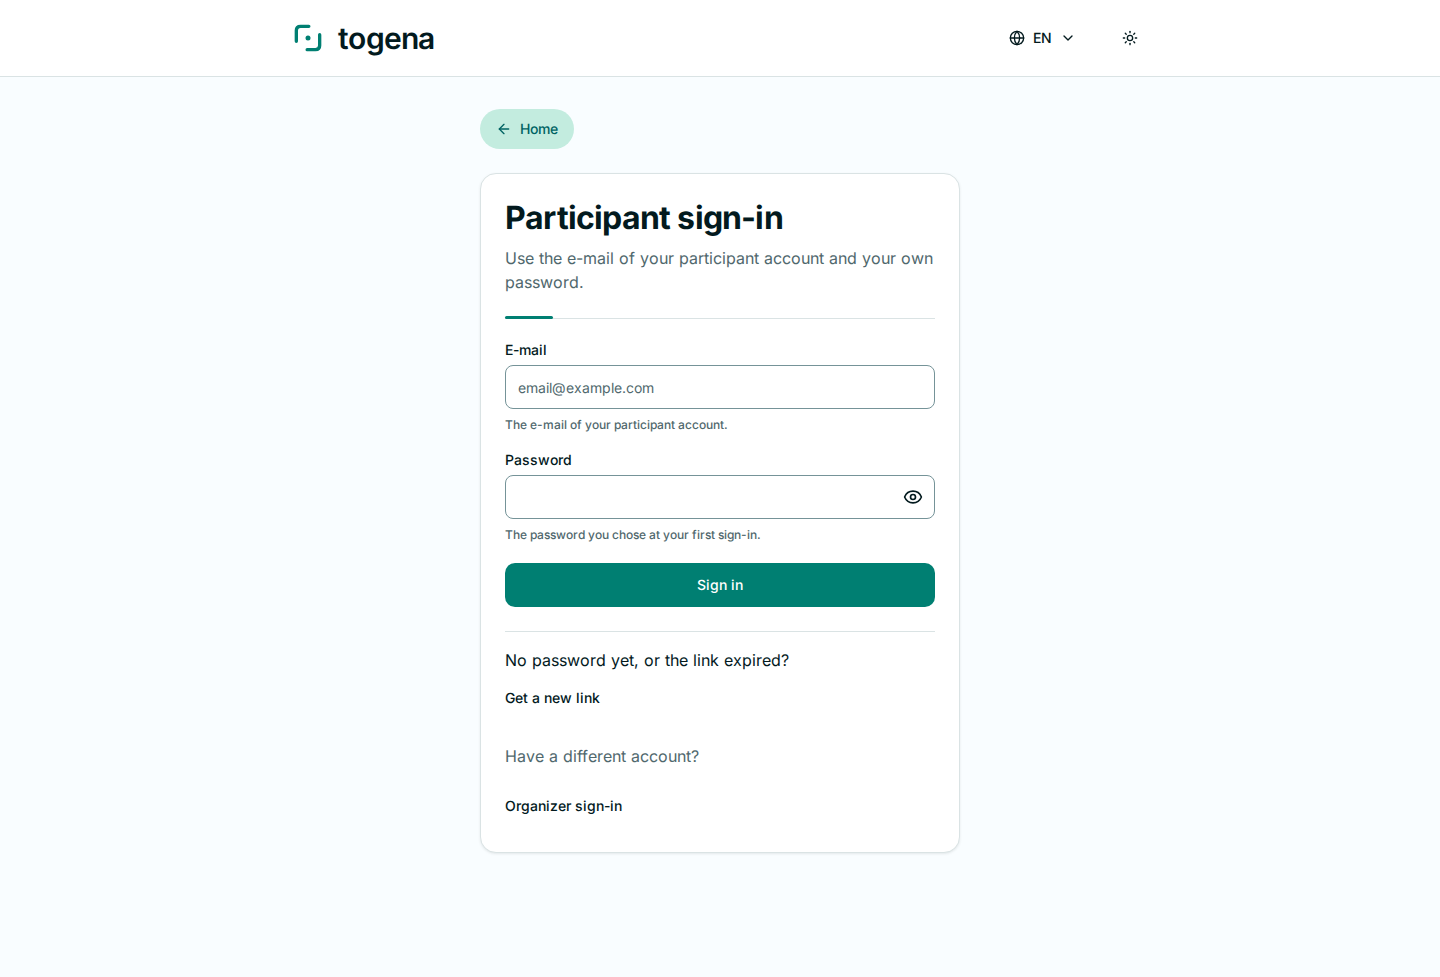 togena
EN
Home
Participant sign-in
Use the e-mail of your participant account and your own
password.
E-mail
email@example.com
The e-mail of your participant account.
Password
The password you chose at your first sign-in.
Sign in
No password yet, or the link expired?
Get a new link
Have a different account?
Organizer sign-in